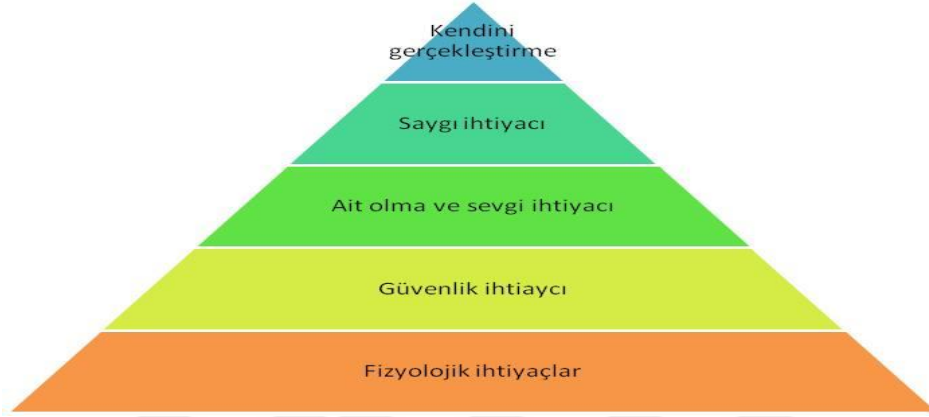 Kendini
gerçekleştirme
Saygı ihtiyacı
Ait olma ve sevgi ihtiyacı
Güvenlik ihtiaycı
Fizyolojik ihtiyaçlar